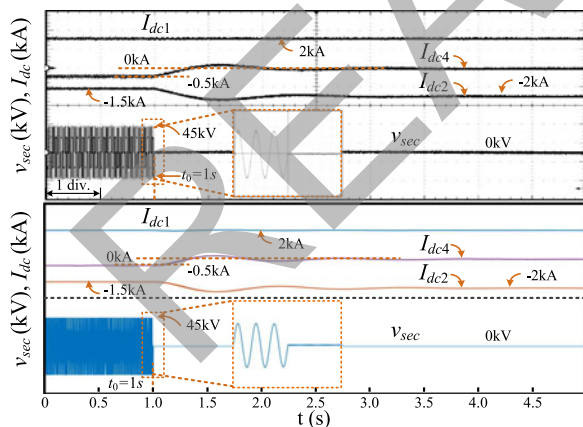 I_dc1
2kA
0kA
I_dc4
-0.5kA
I_dc2
-2kA
-1.5kA
45kV
v_sec
0kV
t_0=1s
1 div.
v_sec (kV), I_dc (kA)
I_dc1
2kA
0kA
I_dc4
-0.5kA
I_dc2
-2kA
-1.5kA
45kV
v_sec
0kV
t_0=1s
v_sec (kV), I_dc (kA)
0 0.5 1.0 1.5 2.0 2.5 3.0 3.5 4.0 4.5
t (s)